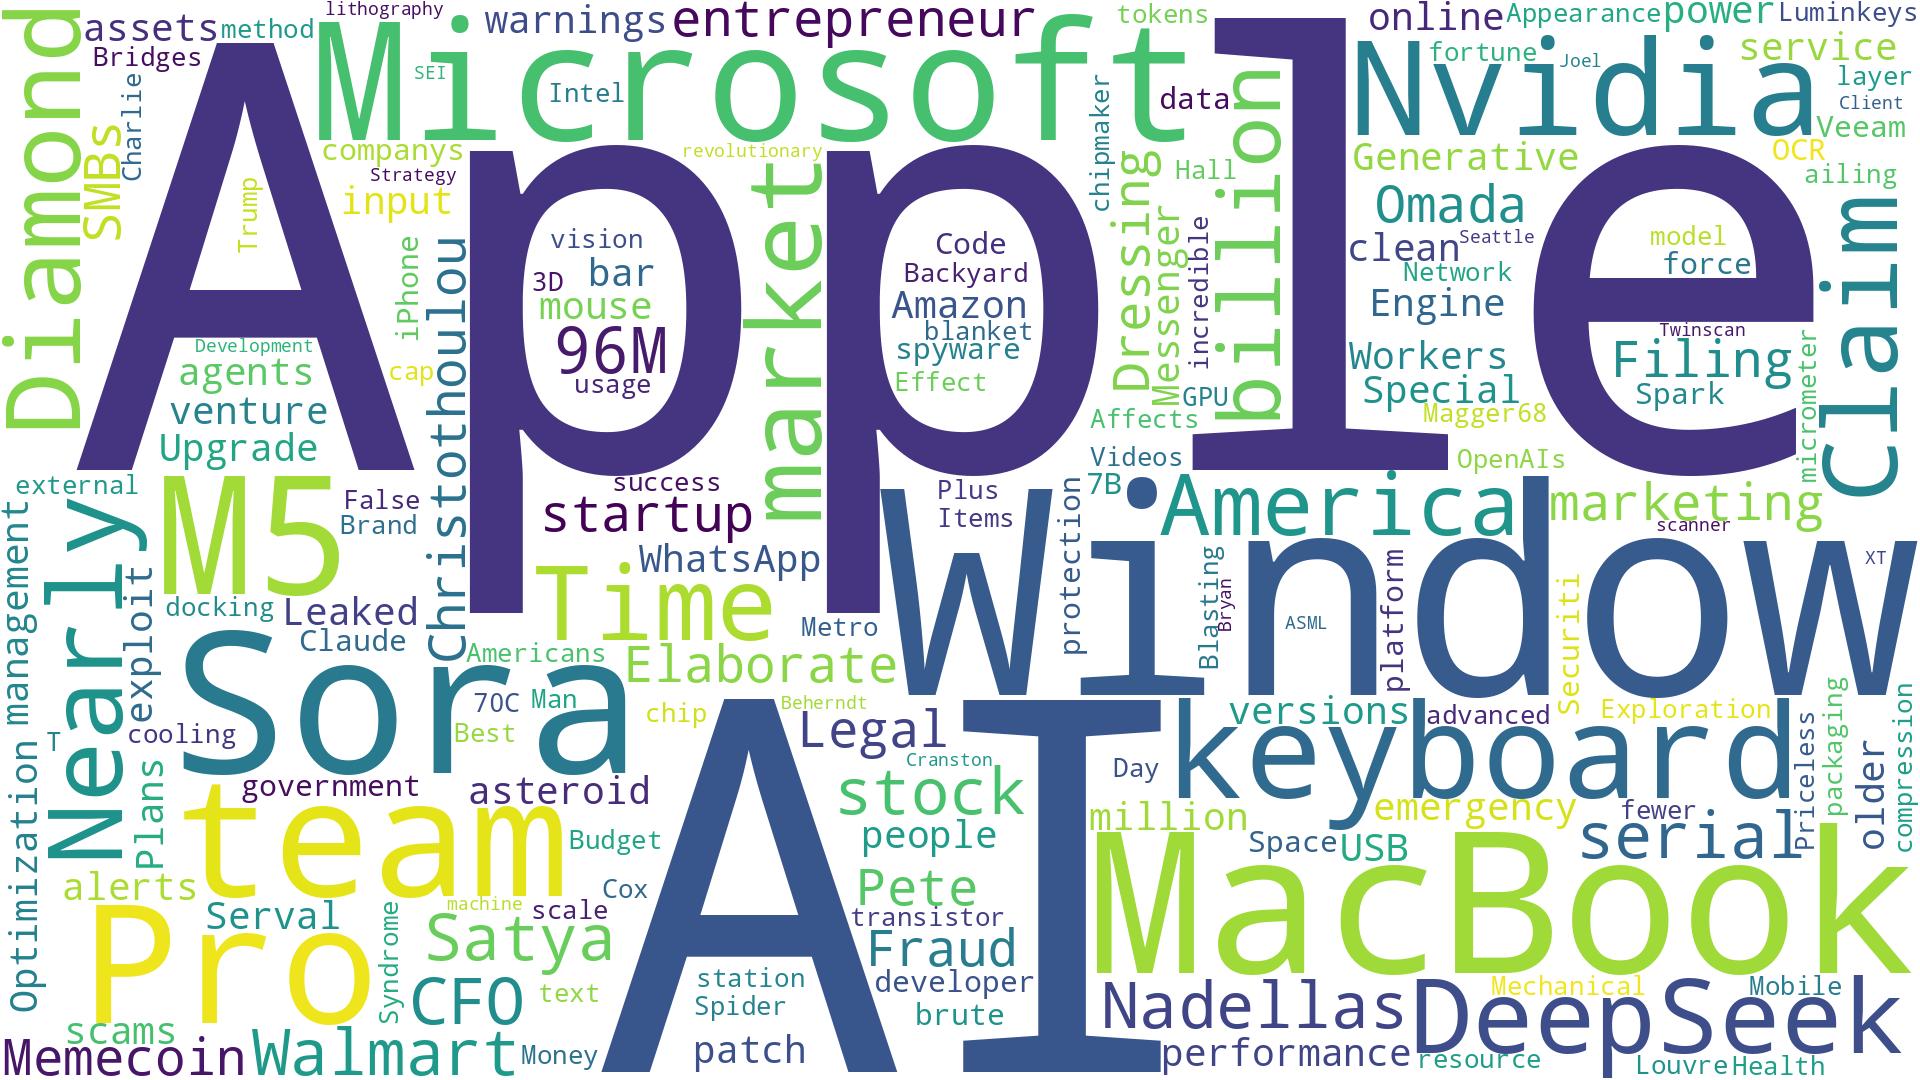 Apple
AI
window
Microsoft
MacBook
Sora
Pro
team
M5
Nvidia
keyboard
DeepSeek
Nearly
Diamond
Claim
market
billion
Time
America
Walmart
Nadellas
entrepreneur
assets
method
Bridges
Charlie
SMBs
lithography
warnings
SEI
Intel
tokens
online
Appearance
power
Luminkeys
fortune
Joel
service
layer
Client
Veeam
OCR
ailing
Generative
Omada
clean
Seattle
Network
Engine
Workers
Special
Magger68
OpenAIs
model
force
Twinscan
Filing
Spark
micrometer
data
chipmaker
Hall
Dressing
Messenger
incredible
GPU
Affects
Videos
7B
companys
Strategy
input
Trump
iPhone
Christothoulou
revolutionary
vision
3D
bar
mouse
96M
usage
Code
Backyard
Amazon
blanket
spyware
Effect
Development
agents
cap
venture
Upgrade
external
False
Brand
success
startup
WhatsApp
Plus
Items
protection
marketing
scanner
XT
management
exploit
docking
Leaked
Claude
Metro
Americans
Elaborate
70C
Man
Best
chip
Beherndt
Legal
Cranston
Blasting
Bryan
ASML
platform
Securiti
versions
advanced
Exploration
Priceless
packaging
older
compression
Day
T
cooling
Optimization
Plans
government
asteroid
Budget
stock
people
million
emergency
fewer
Space
USB
serial
alerts
Serval
Syndrome
machine
scale
Cox
Satya
Pete
transistor
Fraud
developer
brute
station
Spider
patch
CFO
text
scams
Memecoin
Money
performance
Mechanical
Mobile
resource
Louvre
Health